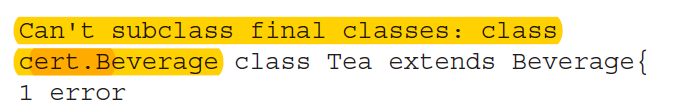 Can't subclass final classes: class
cert.Beverage class Tea extends Beverage{
1 error